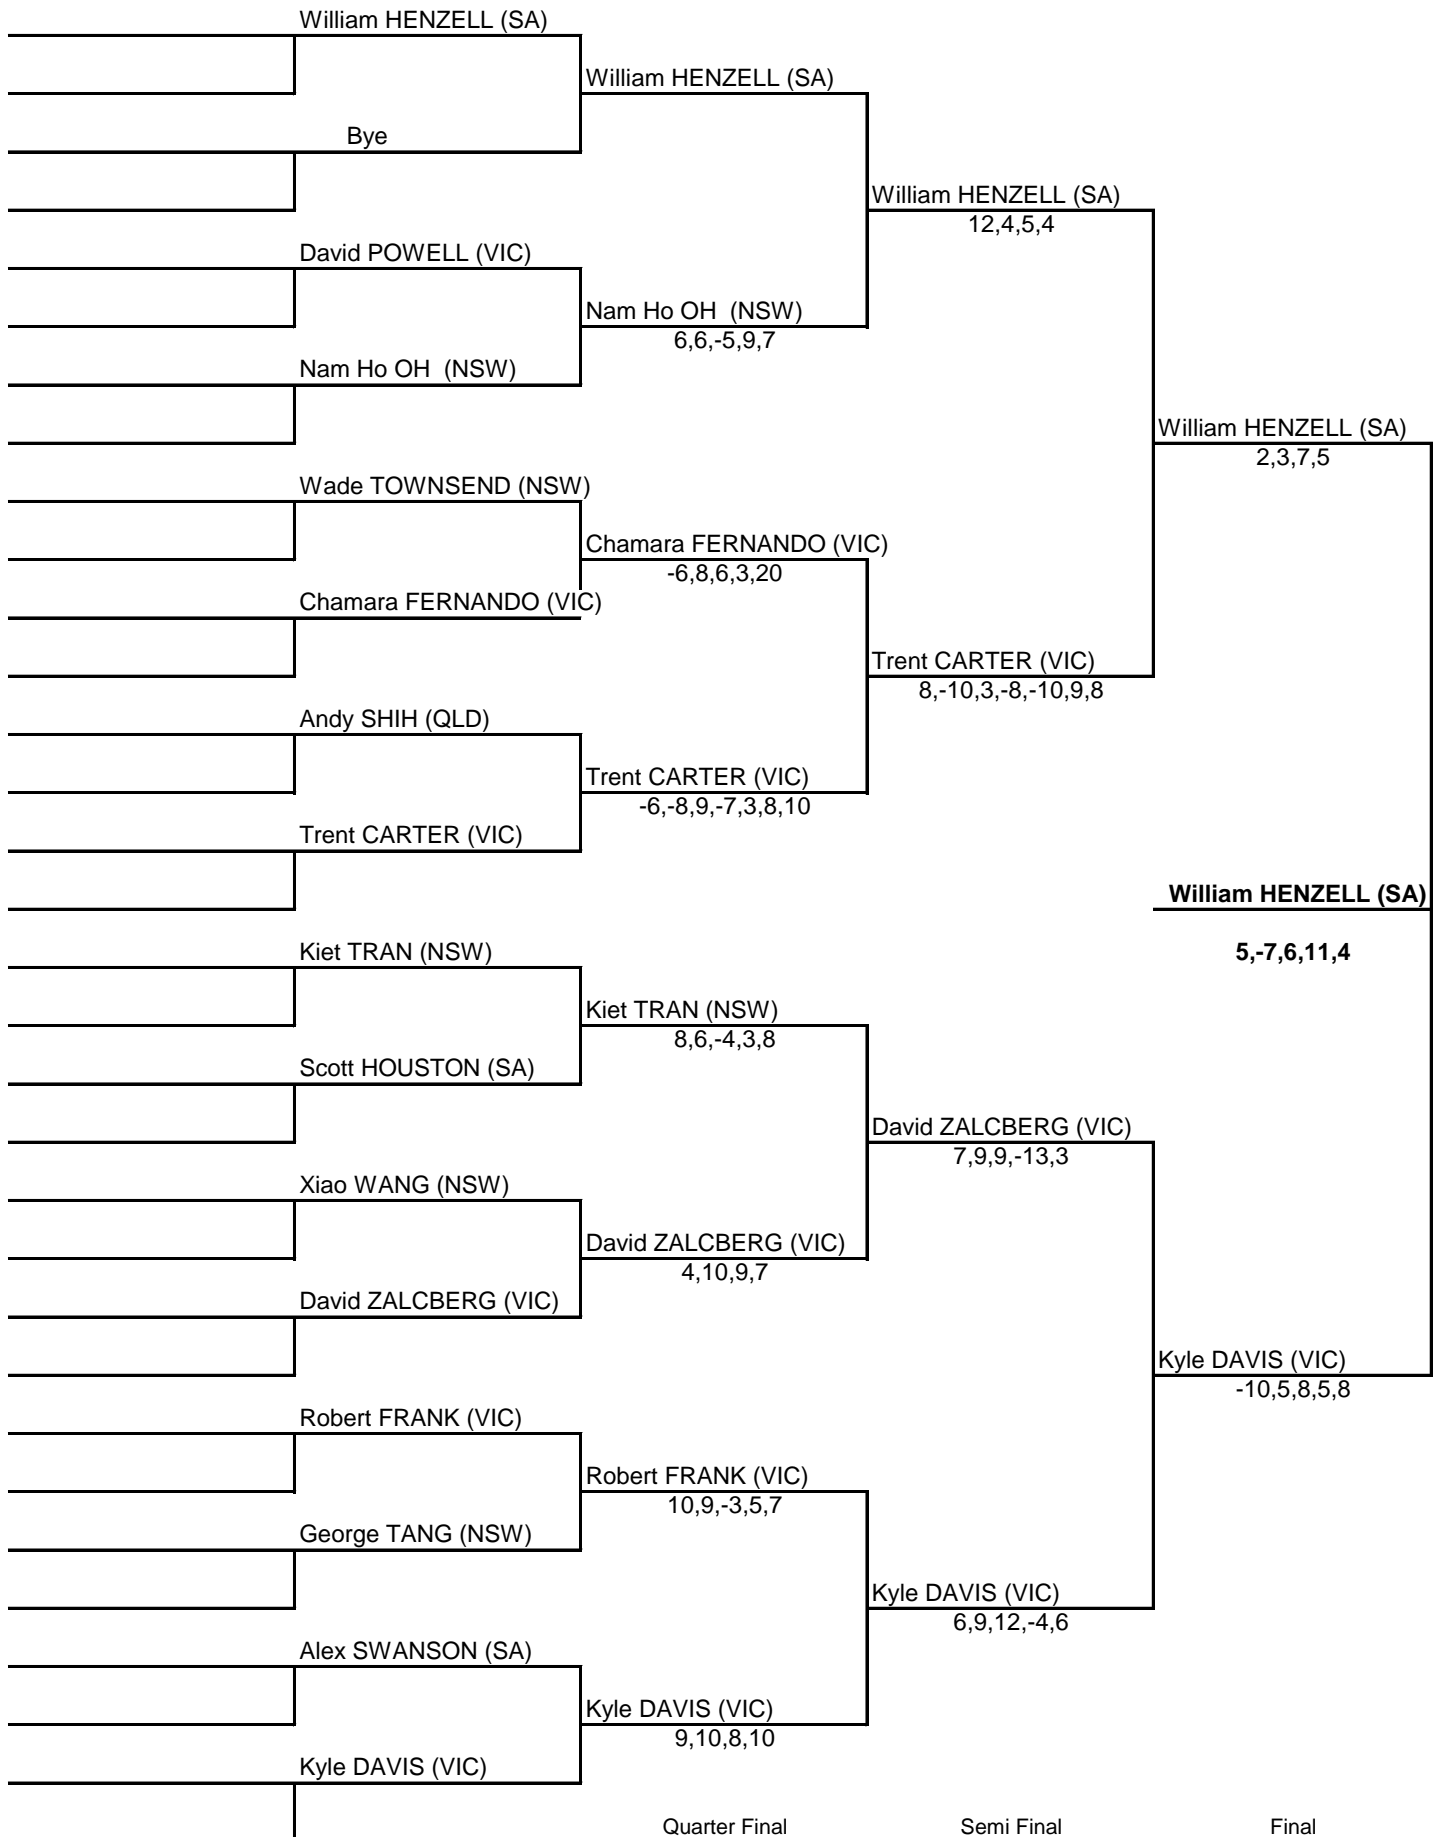 William HENZELL (SA)
William HENZELL (SA)
Bye
William HENZELL (SA)
12,4,5,4
David POWELL (VIC)
Nam Ho OH (NSW)
6,6,-5,9,7
Nam Ho OH (NSW)
William HENZELL (SA)
2,3,7,5
Wade TOWNSEND (NSW)
Chamara FERNANDO (VIC)
-6,8,6,3,20
Chamara FERNANDO (VIC)
Trent CARTER (VIC)
8,-10,3,-8,-10,9,8
Andy SHIH (QLD)
Trent CARTER (VIC)
-6,-8,9,-7,3,8,10
Trent CARTER (VIC)
William HENZELL (SA)
5,-7,6,11,4
Kiet TRAN (NSW)
Kiet TRAN (NSW)
8,6,-4,3,8
Scott HOUSTON (SA)
David ZALCBERG (VIC)
7,9,9,-13,3
Xiao WANG (NSW)
David ZALCBERG (VIC)
4,10,9,7
David ZALCBERG (VIC)
Kyle DAVIS (VIC)
-10,5,8,5,8
Robert FRANK (VIC)
Robert FRANK (VIC)
10,9,-3,5,7
George TANG (NSW)
Kyle DAVIS (VIC)
6,9,12,-4,6
Alex SWANSON (SA)
Kyle DAVIS (VIC)
9,10,8,10
Kyle DAVIS (VIC)
Quarter Final Semi Final Final